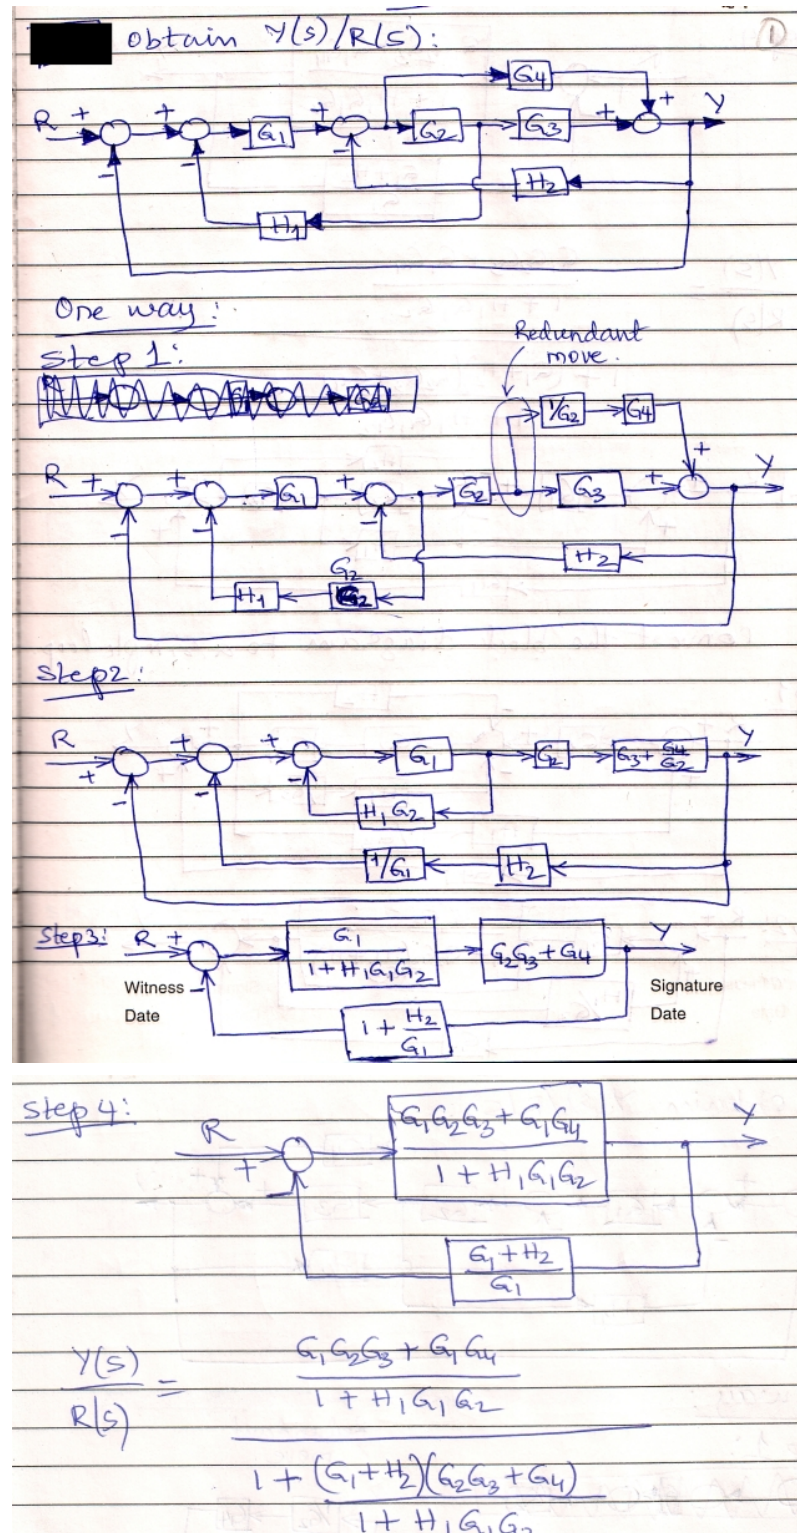 Obtain Y(s)/R(s):
1
G4
R + + G1 + G2 G3 + + Y
- - -
H2
H1
One way:
Redundant
move.
Step 1:
1/G2 G4
R + + G1 + G2 G3 + + Y
- - -
H2
G2
H1
Step2:
R + + + G1 G2 G3 + G4/G2 Y
- - -
H1 G2
1/G1 H2
Step3: R + G1 / (1 + H1G1G2) G2G3 + G4 Y
-
Witness Signature
Date Date
1 + H2/G1
Step 4:
R + (G1G2G3 + G1G4) / (1 + H1G1G2) Y
-
(G1 + H2) / G1
Y(s)/R(s) = ((G1G2G3 + G1G4) / (1 + H1G1G2)) / (1 + (G1+H2)(G2G3+G4) / (1 + H1G1G2))